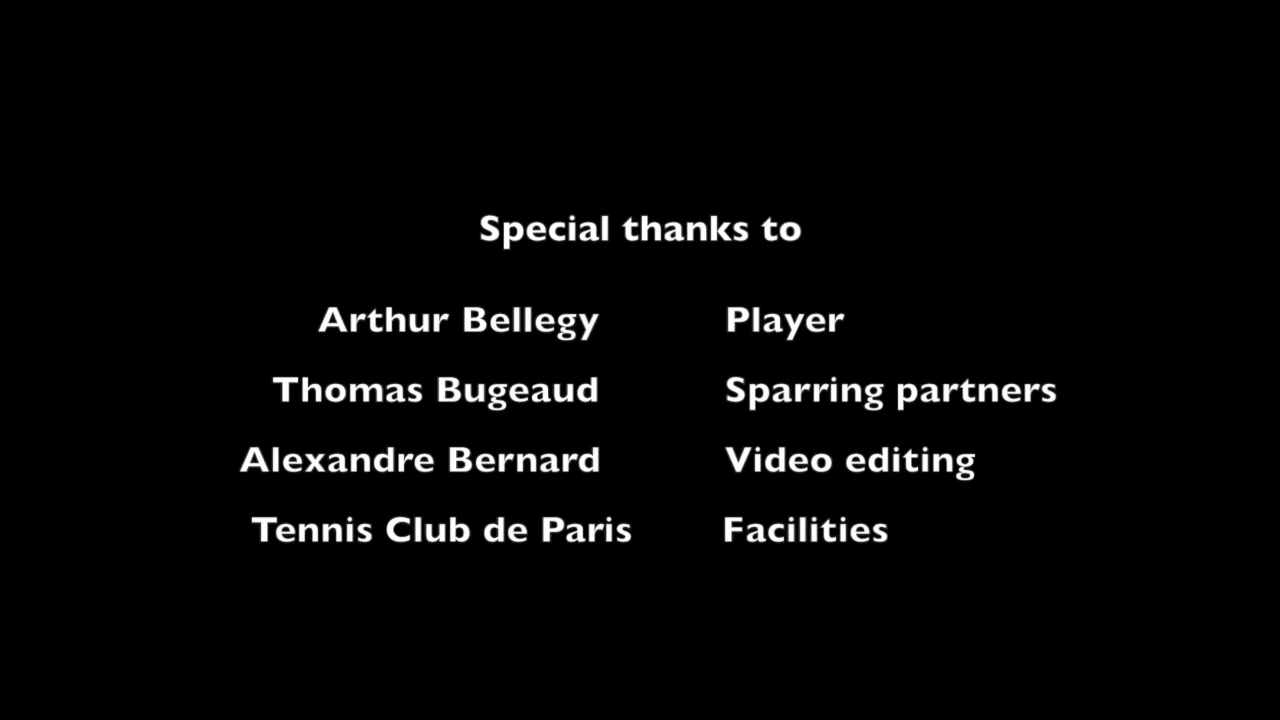 Special thanks to
Arthur Bellegy Player
Thomas Bugeaud Sparring partners
Alexandre Bernard Video editing
Tennis Club de Paris Facilities